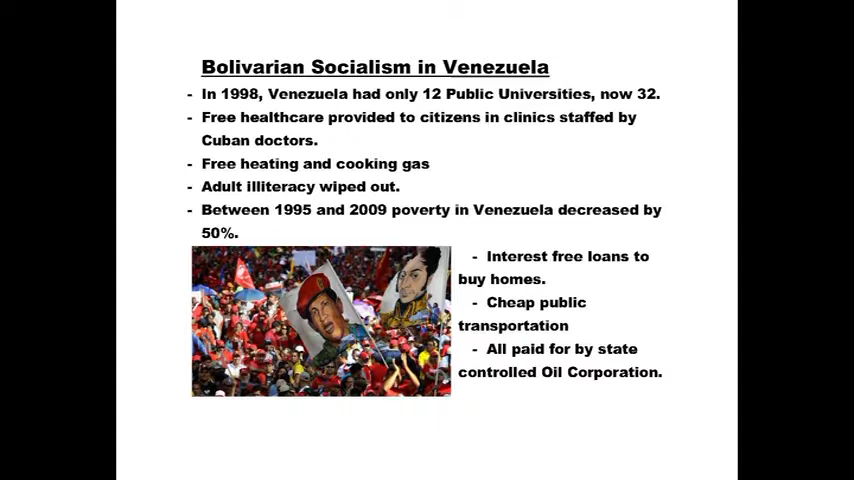 Bolivarian Socialism in Venezuela
- In 1998, Venezuela had only 12 Public Universities, now 32.
- Free healthcare provided to citizens in clinics staffed by
Cuban doctors.
- Free heating and cooking gas
- Adult illiteracy wiped out.
- Between 1995 and 2009 poverty in Venezuela decreased by
50%.
- Interest free loans to
buy homes.
- Cheap public
transportation
- All paid for by state
controlled Oil Corporation.